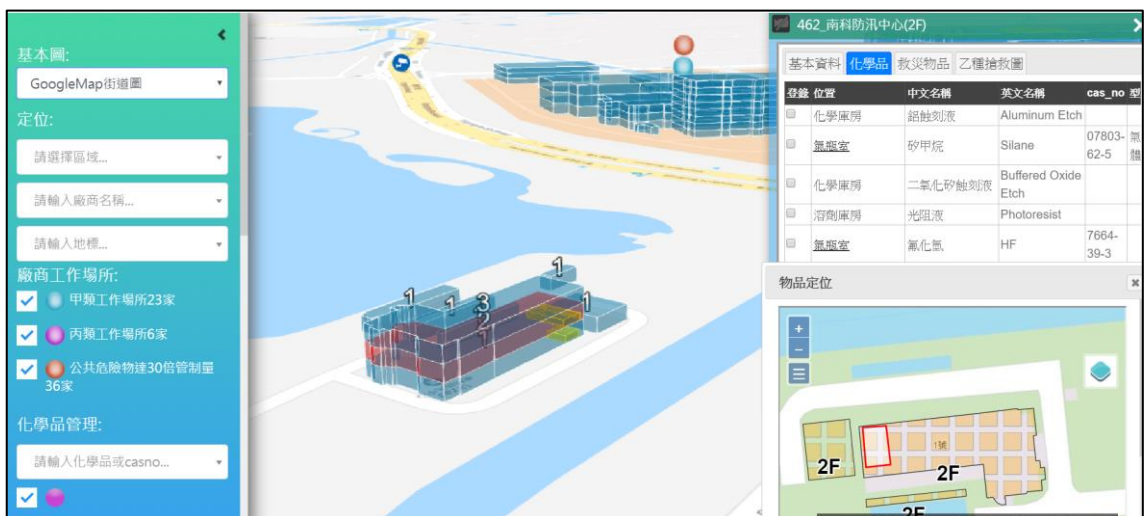 基本圖:
GoogleMap街道圖
定位:
請選擇區域...
請輸入廠商名稱...
請輸入地標...
廠商工作場所:
甲類工作場所23家
丙類工作場所6家
公共危險物達30倍管制量
36家
化學品管理:
請輸入化學品或casno...
1
1
1
3
2
1
1
462_南科防汛中心(2F)
基本資料 化學品 救災物品 乙種搶救圖
登錄 位置 中文名稱 英文名稱 cas_no 型
化學庫房 鋁蝕刻液 Aluminum Etch
氣瓶室 矽甲烷 Silane 07803-62-5 氣體
化學庫房 二氧化矽蝕刻液 Buffered Oxide
Etch
溶劑庫房 光阻液 Photoresist
氣瓶室 氟化氫 HF 7664-
39-3
物品定位
+
−
1號
2F
2F
2F